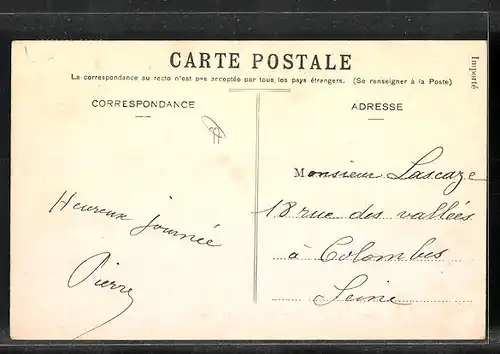 CARTE POSTALE
La correspondance au recto n'est pas acceptée par tous les pays étrangers. (Se renseigner à la Poste)
CORRESPONDANCE
ADRESSE
Imputé
Heureux journée
Pierre
Monsieur Lascaze
18 rue des vallées
à Colombes
Seine